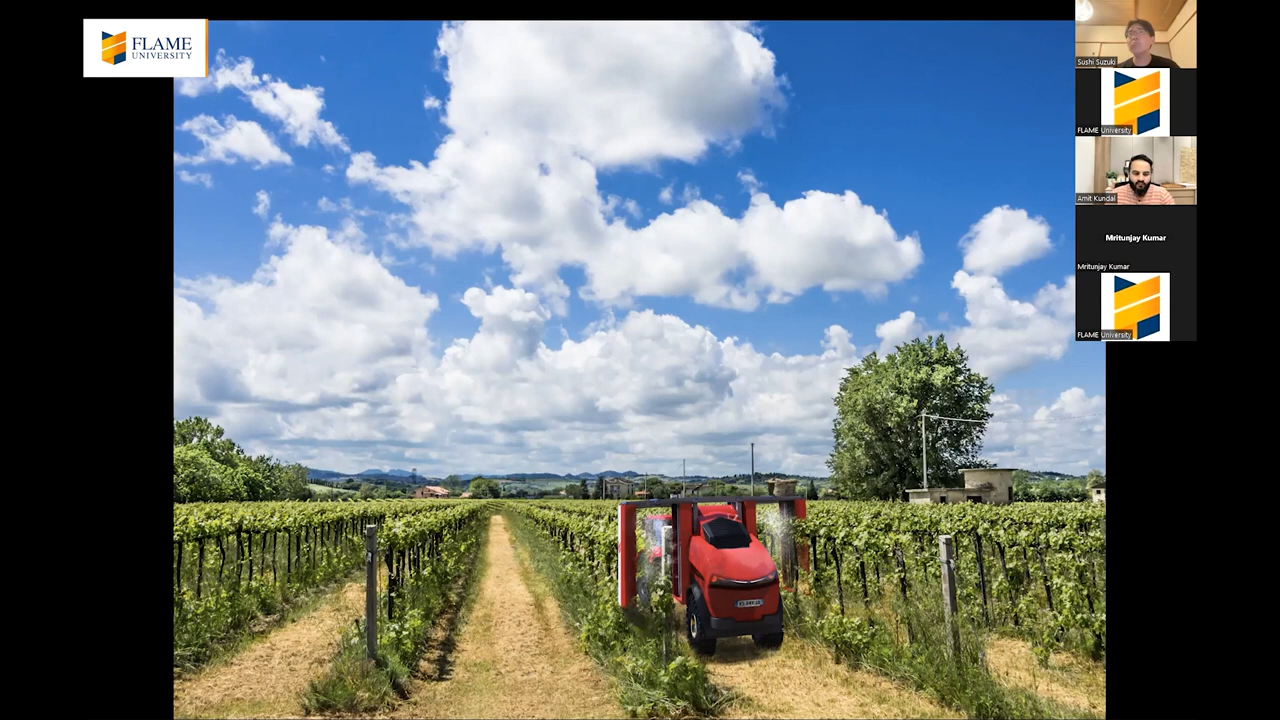 FLAME
UNIVERSITY
Sushi Suzuki
FLAME University
Amit Kundal
Mritunjay Kumar
Mritunjay Kumar
FLAME University